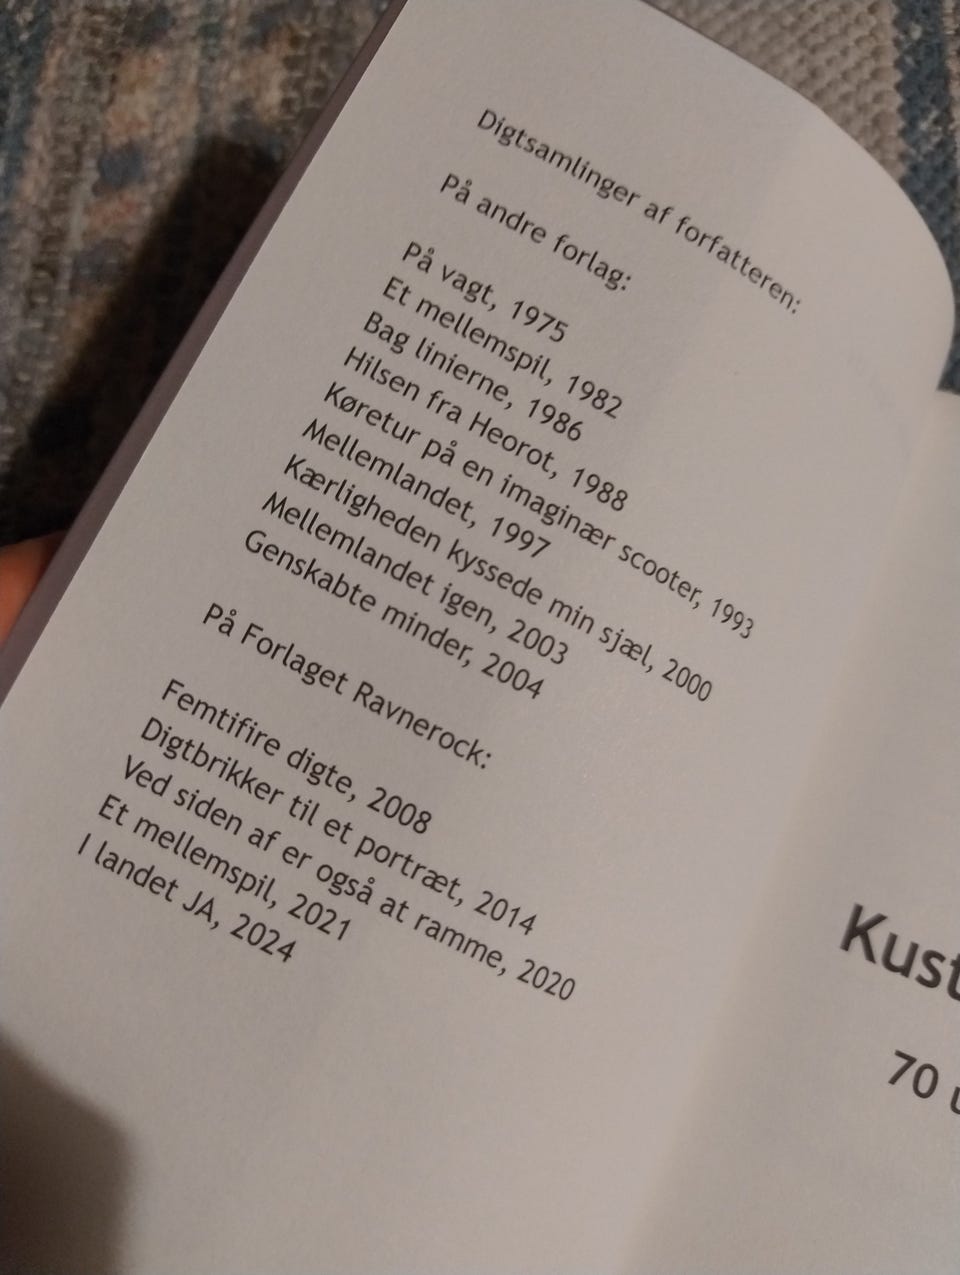 Digtsamlinger af forfatteren:
På andre forlag:
På vagt, 1975
Et mellemspil, 1982
Bag linierne, 1986
Hilsen fra Heorot, 1988
Køretur på en imaginær scooter, 1993
Mellemlandet, 1997
Kærligheden kyssede min sjæl, 2000
Mellemlandet igen, 2003
Genskabte minder, 2004
På Forlaget Ravnerock:
Femtifire digte, 2008
Digtbrikker til et portræt, 2014
Ved siden af er også at ramme, 2020
Et mellemspil, 2021
I landet JA, 2024
Kust
70